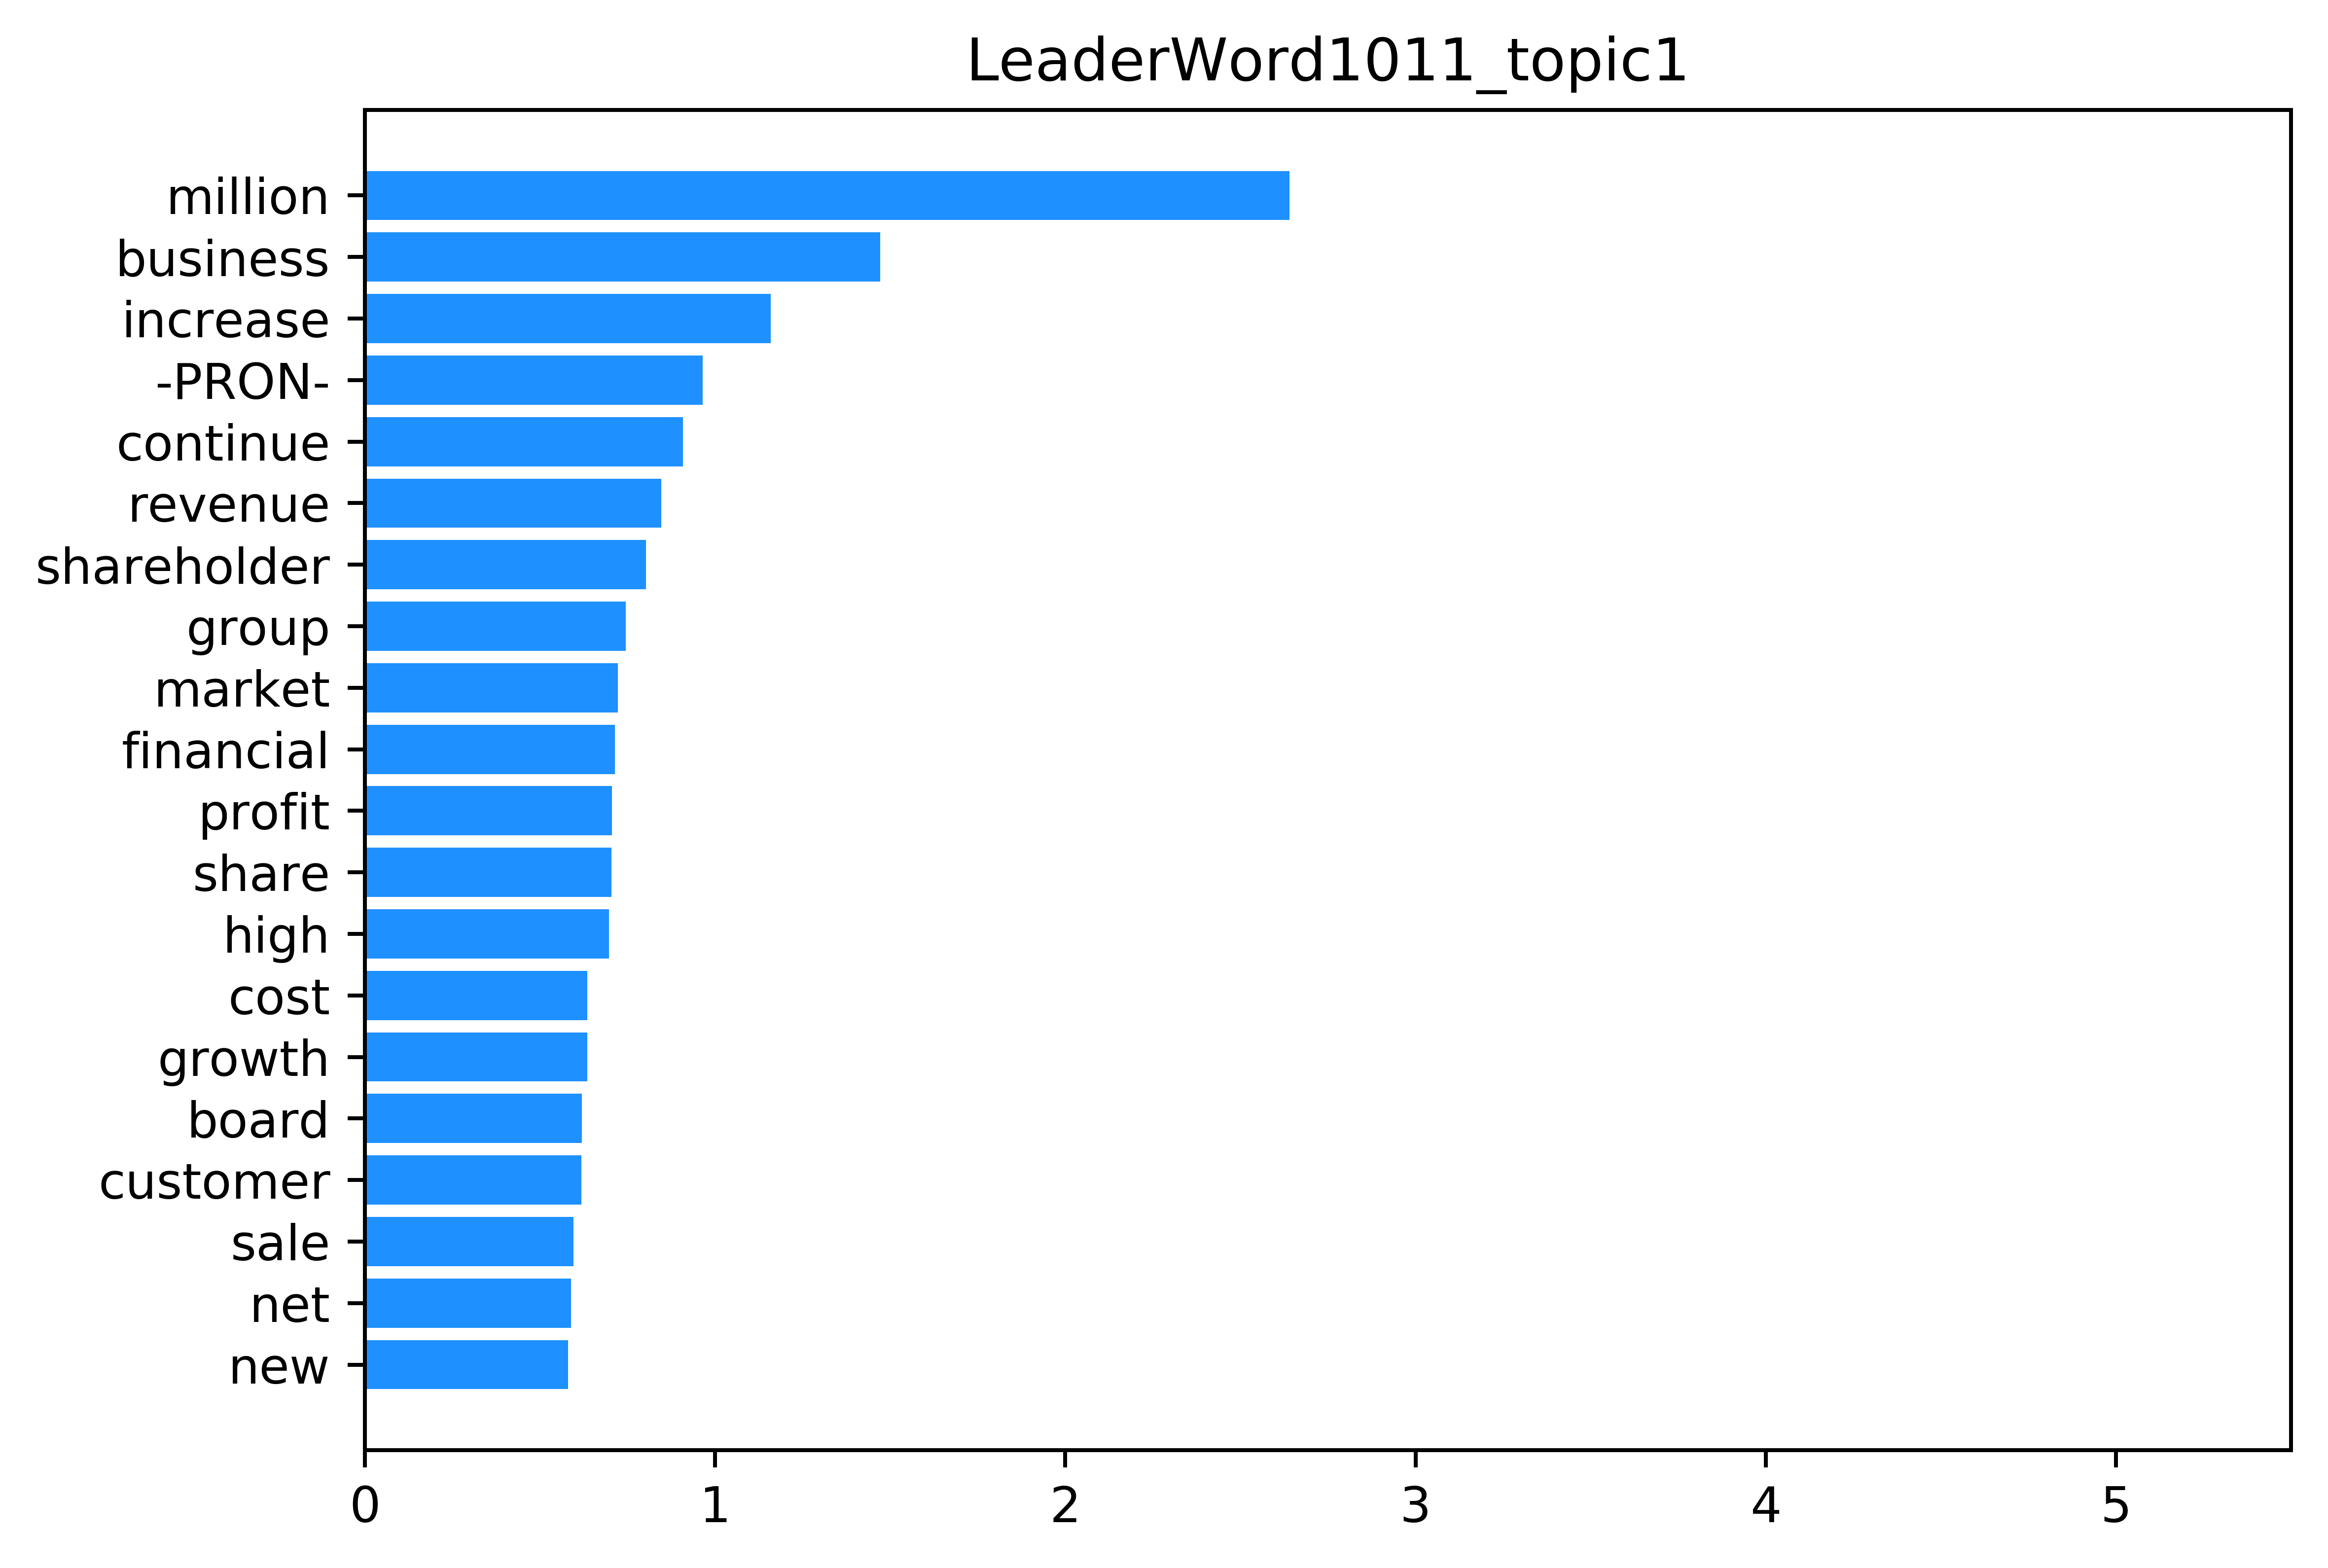 LeaderWord1011_topic1
million
business
increase
-PRON-
continue
revenue
shareholder
group
market
financial
profit
share
high
cost
growth
board
customer
sale
net
new
0 1 2 3 4 5